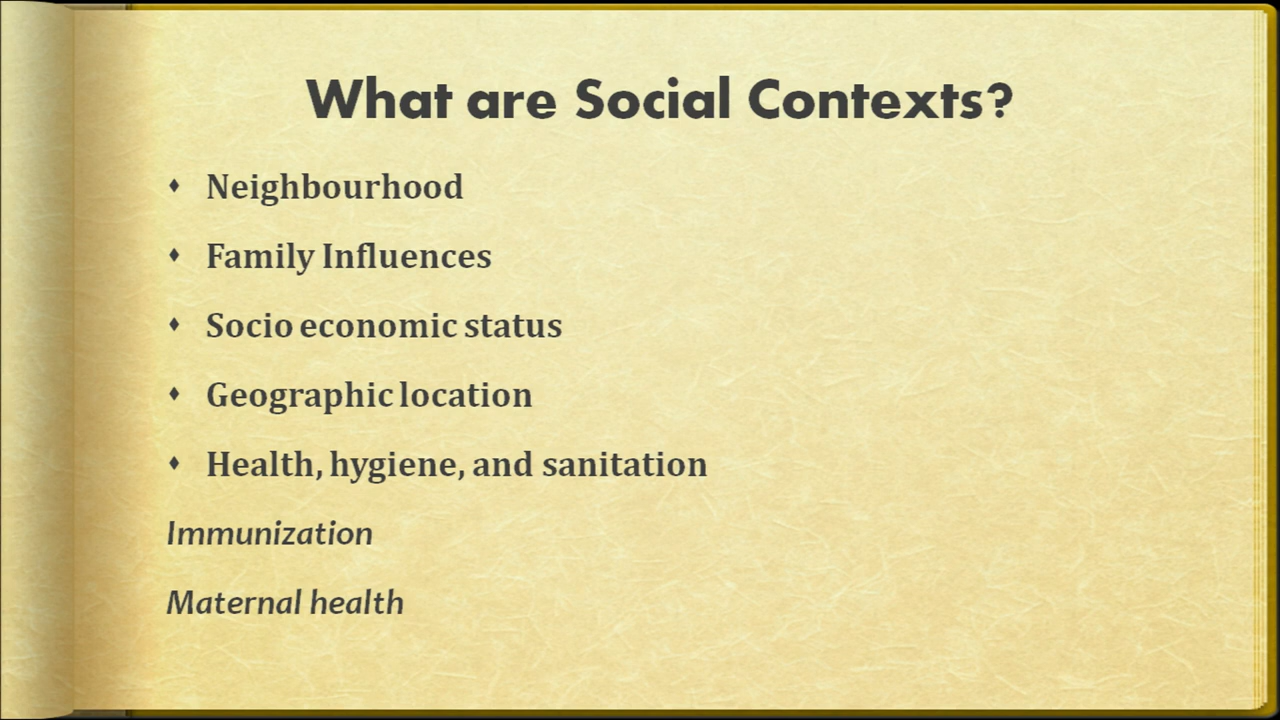 What are Social Contexts?
Neighbourhood
Family Influences
Socio economic status
Geographic location
Health, hygiene, and sanitation
Immunization
Maternal health